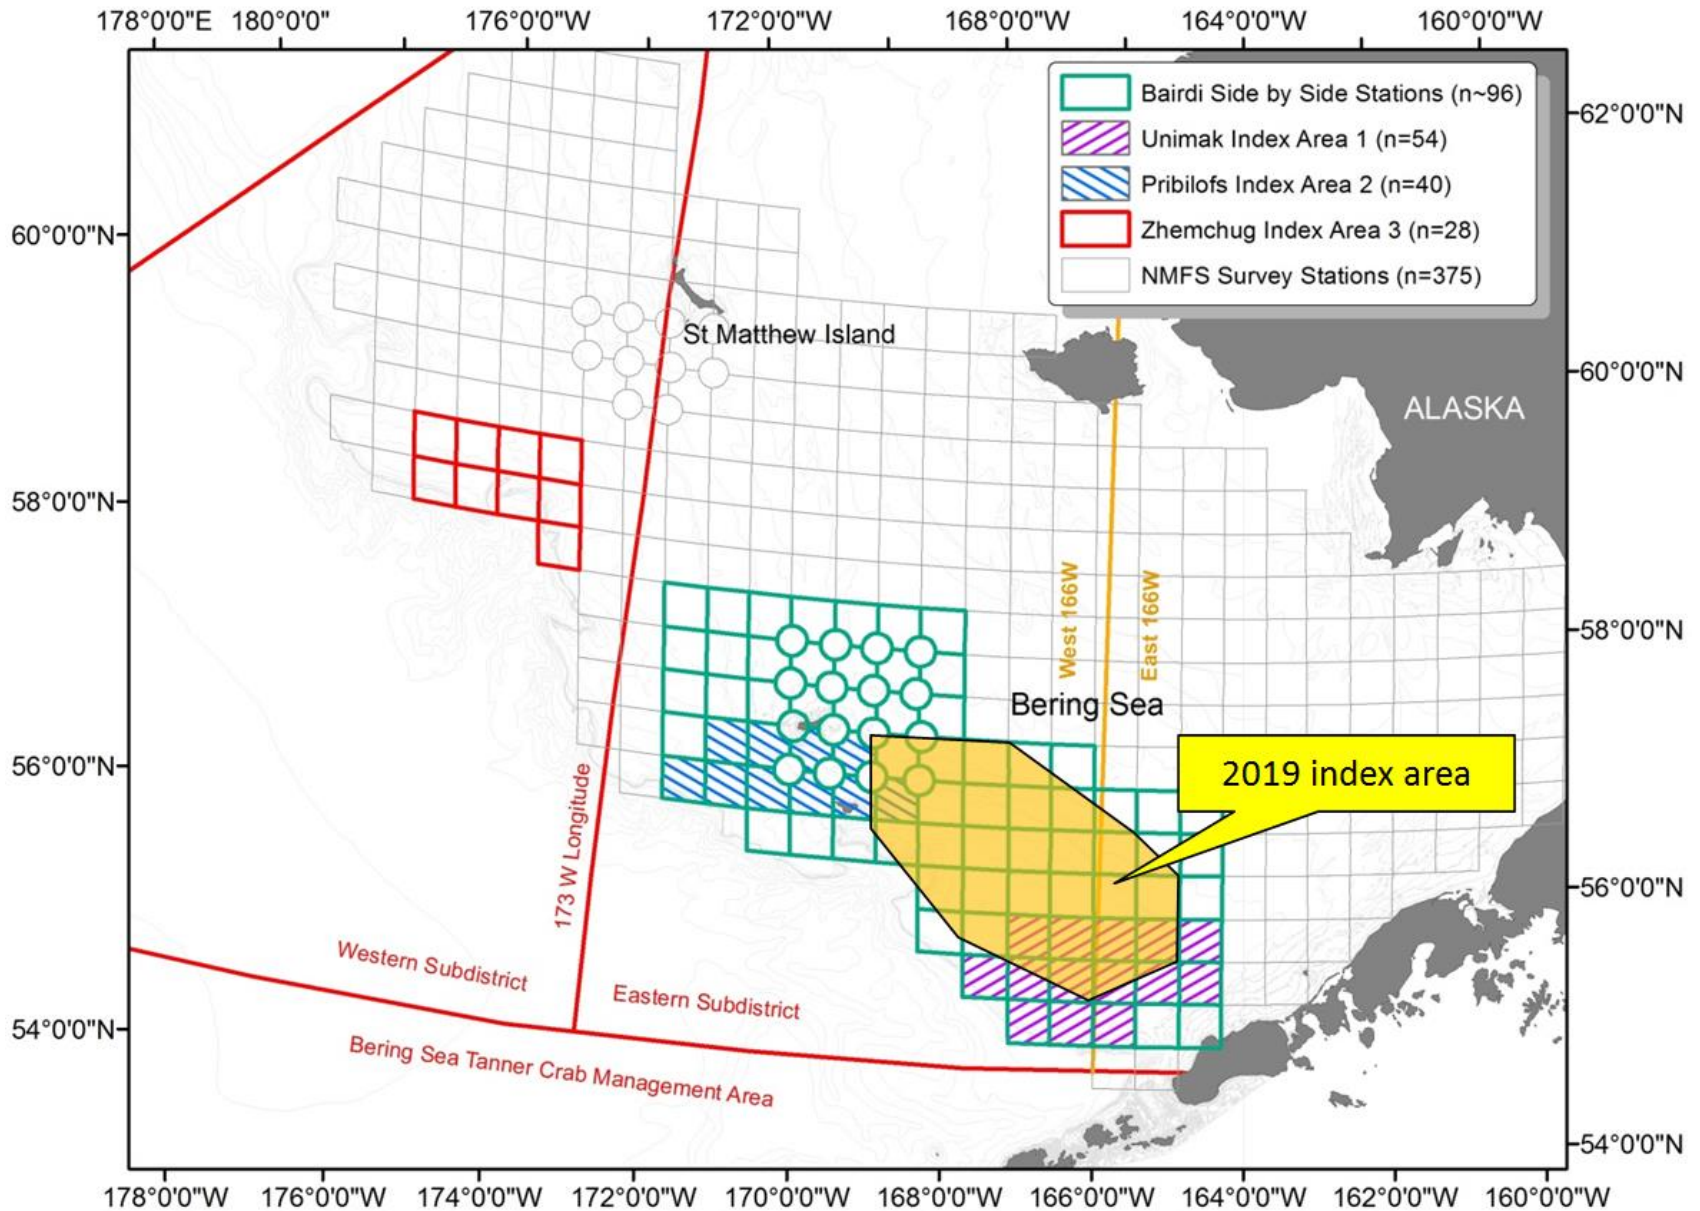 178°0'0"E 180°0'0" 176°0'0"W 172°0'0"W 168°0'0"W 164°0'0"W 160°0'0"W
Bairdi Side by Side Stations (n~96)
Unimak Index Area 1 (n=54)
Pribilofs Index Area 2 (n=40)
Zhemchug Index Area 3 (n=28)
NMFS Survey Stations (n=375)
62°0'0"N
60°0'0"N
St Matthew Island
60°0'0"N
ALASKA
58°0'0"N
58°0'0"N
West 166W
East 166W
Bering Sea
56°0'0"N
2019 index area
56°0'0"N
173 W Longitude
Western Subdistrict
Eastern Subdistrict
54°0'0"N
Bering Sea Tanner Crab Management Area
54°0'0"N
178°0'0"W 176°0'0"W 174°0'0"W 172°0'0"W 170°0'0"W 168°0'0"W 166°0'0"W 164°0'0"W 162°0'0"W 160°0'0"W